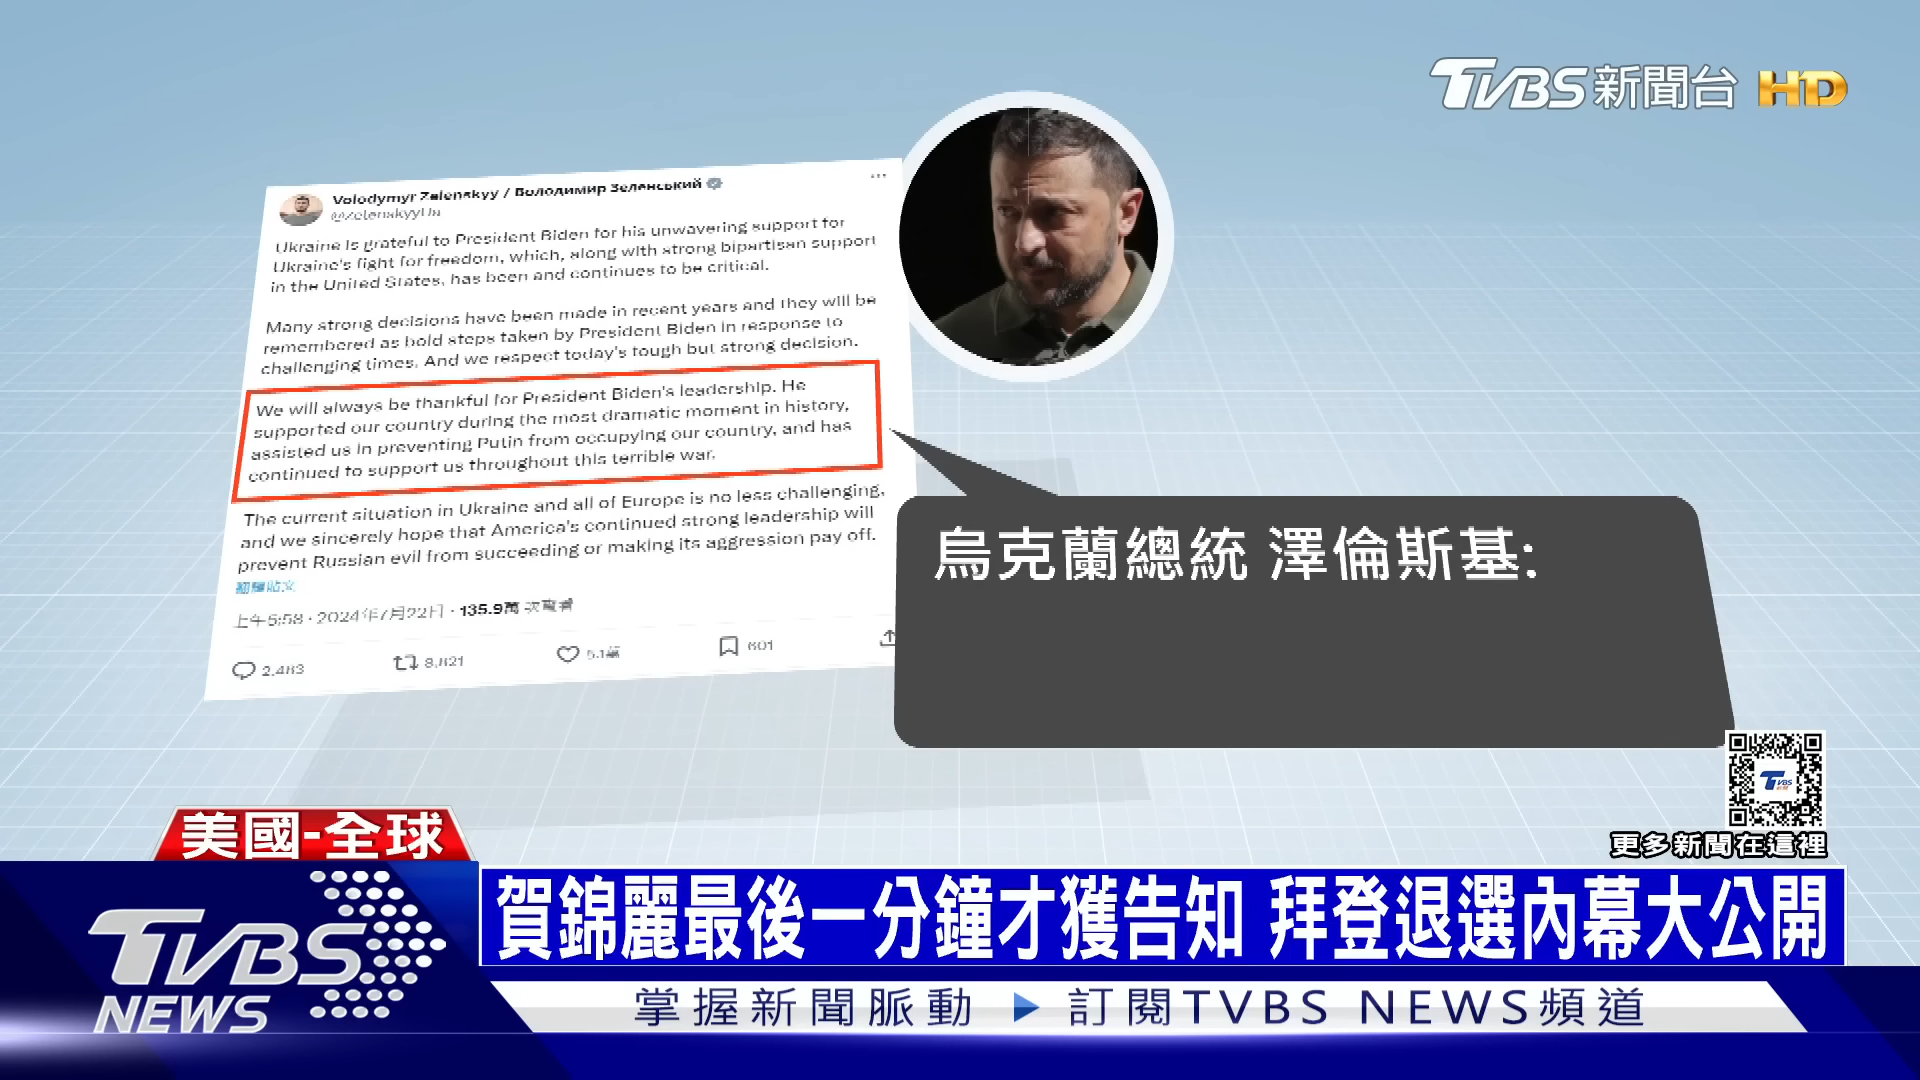 TVBS新聞台 HD
Volodymyr Zelenskyy / Володимир Зеленський
@ZelenskyyUa
Ukraine is grateful to President Biden for his unwavering support for
Ukraine's fight for freedom, which, along with strong bipartisan support
in the United States, has been and continues to be critical.
Many strong decisions have been made in recent years and they will be
remembered as bold steps taken by President Biden in response to
challenging times. And we respect today's tough but strong decision.
We will always be thankful for President Biden's leadership. He
supported our country during the most dramatic moment in history,
assisted us in preventing Putin from occupying our country, and has
continued to support us throughout this terrible war.
The current situation in Ukraine and all of Europe is no less challenging,
and we sincerely hope that America's continued strong leadership will
prevent Russian evil from succeeding or making its aggression pay off.
翻譯貼文
上午5:58 · 2024年7月22日 · 135.9萬 次查看
2,483 8,821 5.1萬 601
烏克蘭總統 澤倫斯基:
TVBS
更多新聞在這裡
美國-全球
賀錦麗最後一分鐘才獲告知 拜登退選內幕大公開
TVBS
NEWS
掌握新聞脈動 ▶ 訂閱TVBS NEWS頻道